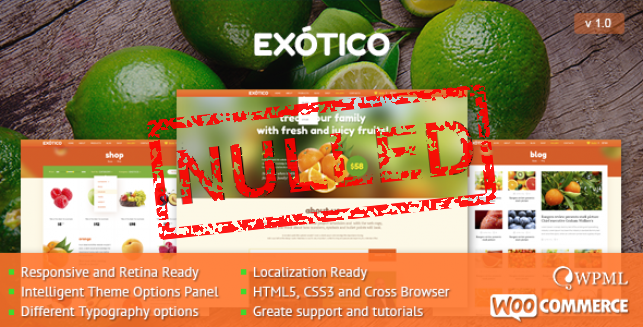 v 1.0
EXÓTICO
treat your family
with fresh and juicy fruits!
NULLED
shop
$58
blog
orange
Responsive and Retina Ready
Intelligent Theme Options Panel
Different Typography options
Localization Ready
HTML5, CSS3 and Cross Browser
Greate support and tutorials
WPML
WOO COMMERCE